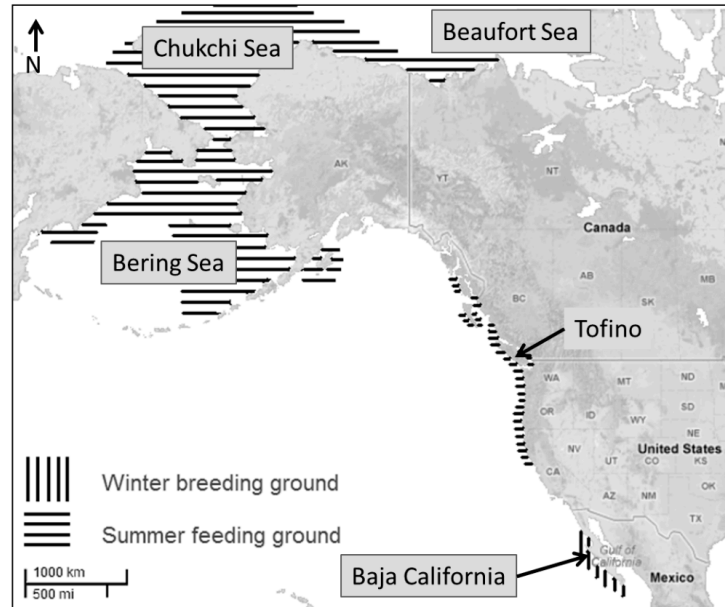 Chukchi Sea
Beaufort Sea
N
AK
YT
NT
Canada
Bering Sea
BC
AB
SK
MB
Tofino
WA
MT
ND
OR
ID
SD
WY
NE
United States
NV
UT
CO
KS
CA
OK
AZ
NM
TX
Winter breeding ground
Summer feeding ground
Gulf of
California
Baja California
Mexico
1000 km
500 mi